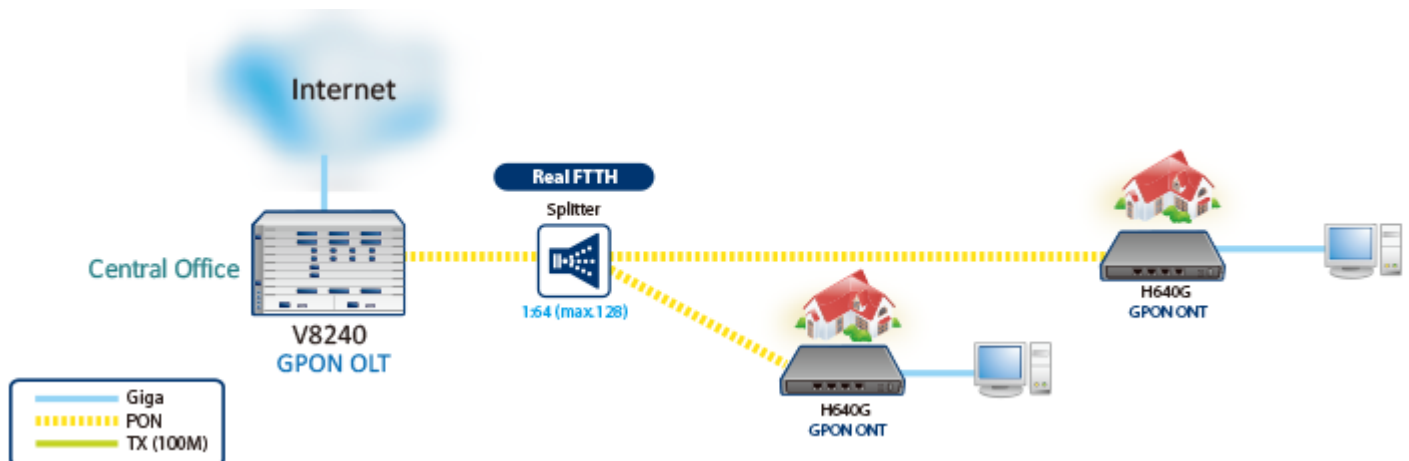 Internet
Real FTTH
Splitter
1:64 (max.128)
Central Office
V8240
GPON OLT
H640G
GPON ONT
H640G
GPON ONT
Giga
PON
TX (100M)